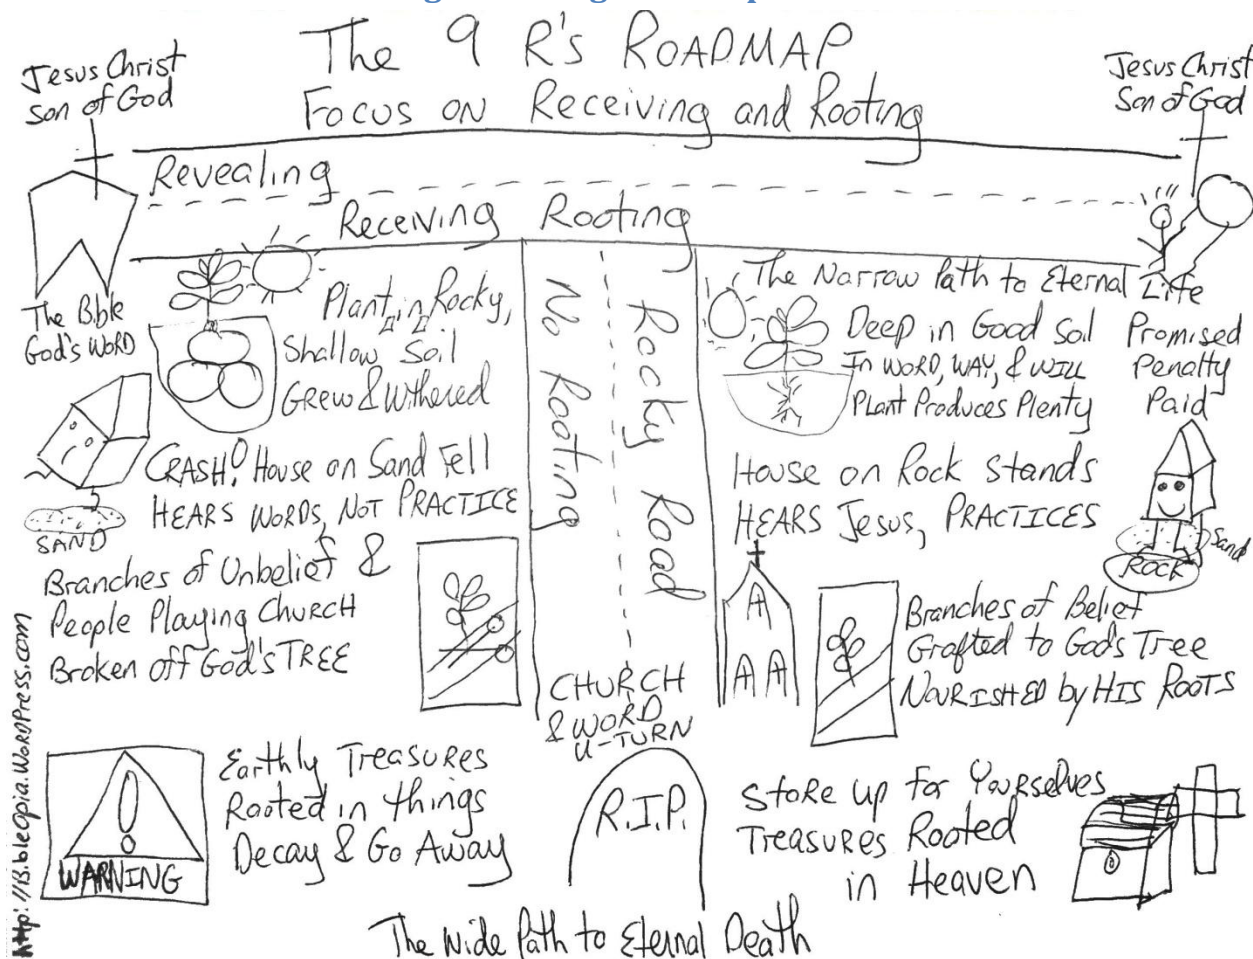 The 9 R's ROADMAP
Focus on Receiving and Rooting
Jesus Christ
Son of God
Jesus Christ
Son of God
Revealing
Receiving Rooting
The Bible
God's WORD
Plant in Rocky,
Shallow Soil
Grew & Withered
No Rooting
Rocky Road
The Narrow Path to Eternal Life
Deep in Good Soil
In WORD, WAY, & WILL
Plant Produces Plenty
Promised
Penalty
Paid
CRASH! House on Sand Fell
HEARS WORDS, NOT PRACTICE
SAND
House on Rock Stands
HEARS Jesus, PRACTICES
Sand
ROCK
Branches of Unbelief &
People Playing CHURCH
Broken off God's TREE
CHURCH
& WORD
U-TURN
A
A A
Branches of Belief
Grafted to God's Tree
NOURISHED by HIS ROOTS
WARNING
Earthly Treasures
Rooted in things
Decay & Go Away
R.I.P.
Store up for Yourselves
Treasures Rooted
in Heaven
The Wide Path to Eternal Death
http://BibleOpia.WordPress.com